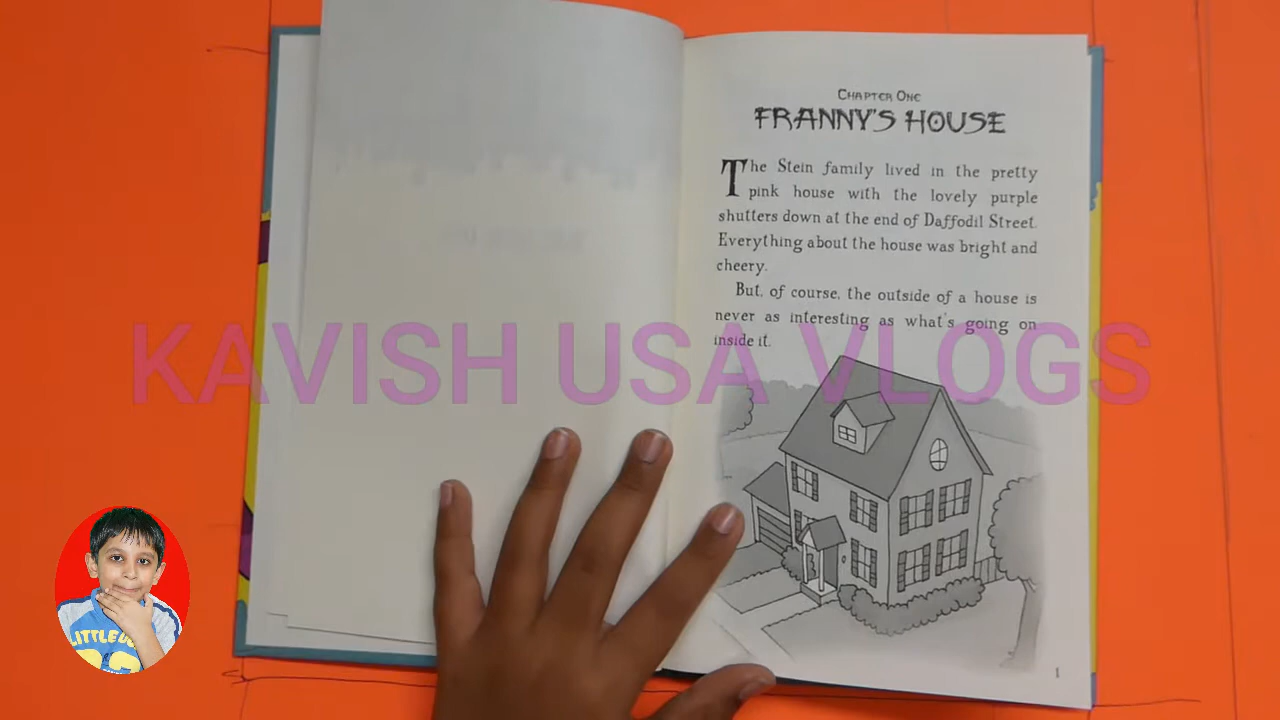 CHAPTER ONE
FRANNY'S HOUSE
The Stein family lived in the pretty
pink house with the lovely purple
shutters down at the end of Daffodil Street.
Everything about the house was bright and
cheery.
But, of course, the outside of a house is
never as interesting as what's going on
inside it.
KAVISH USA VLOGS
1